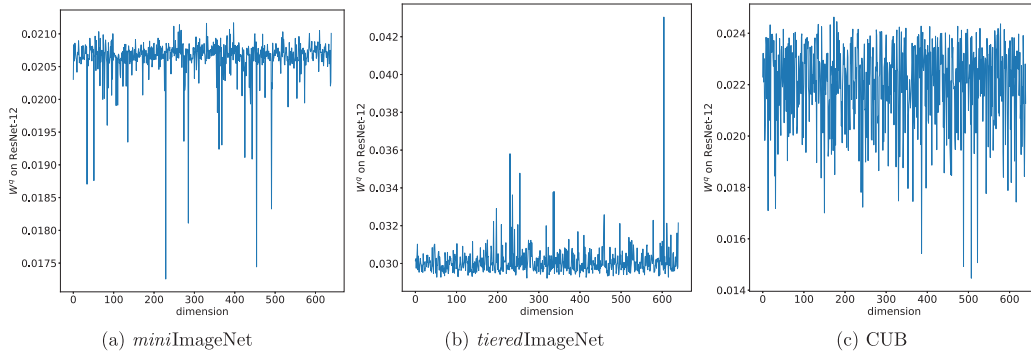 0.0210
0.0205
0.0200
0.0195
0.0190
0.0185
0.0180
0.0175
W^q on ResNet-12
0 100 200 300 400 500 600
dimension
(a) miniImageNet
0.042
0.040
0.038
0.036
0.034
0.032
0.030
W^q on ResNet-12
0 100 200 300 400 500 600
dimension
(b) tieredImageNet
0.024
0.022
0.020
0.018
0.016
0.014
W^q on ResNet-12
0 100 200 300 400 500 600
dimension
(c) CUB